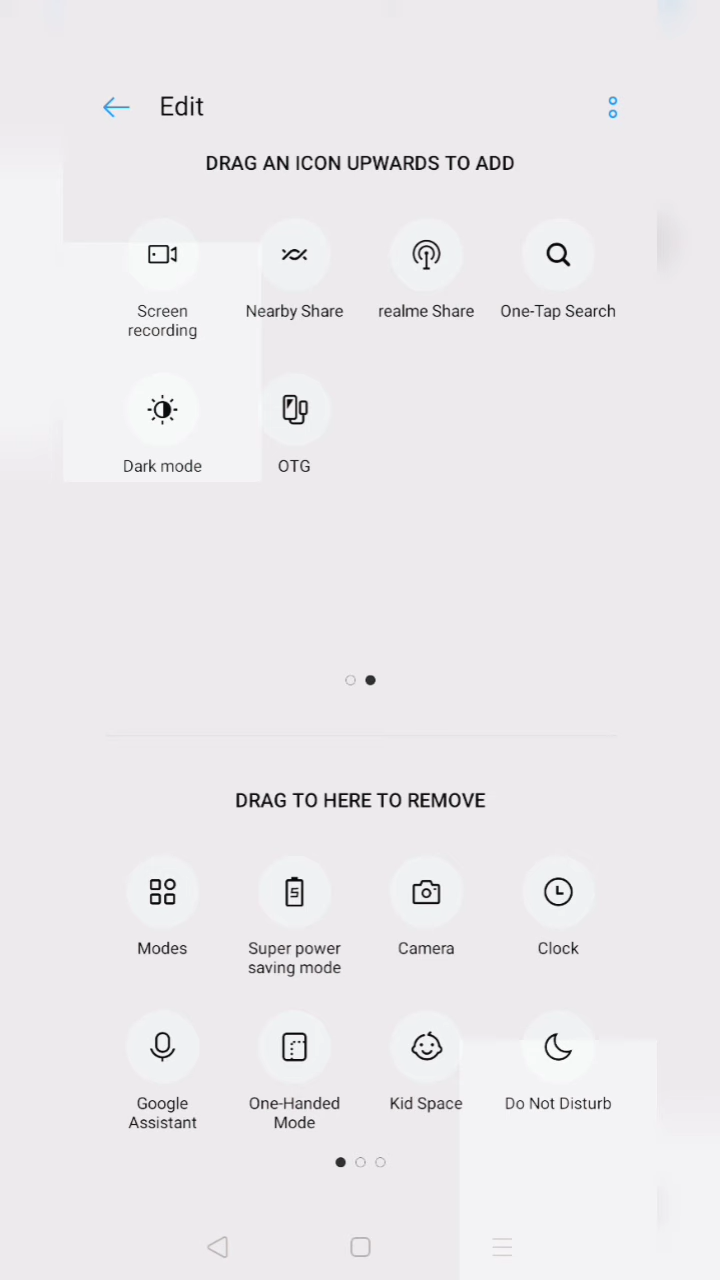 Edit
DRAG AN ICON UPWARDS TO ADD
Screen
recording
Nearby Share
realme Share
One-Tap Search
Dark mode
OTG
DRAG TO HERE TO REMOVE
Modes
Super power
saving mode
Camera
Clock
Google
Assistant
One-Handed
Mode
Kid Space
Do Not Disturb